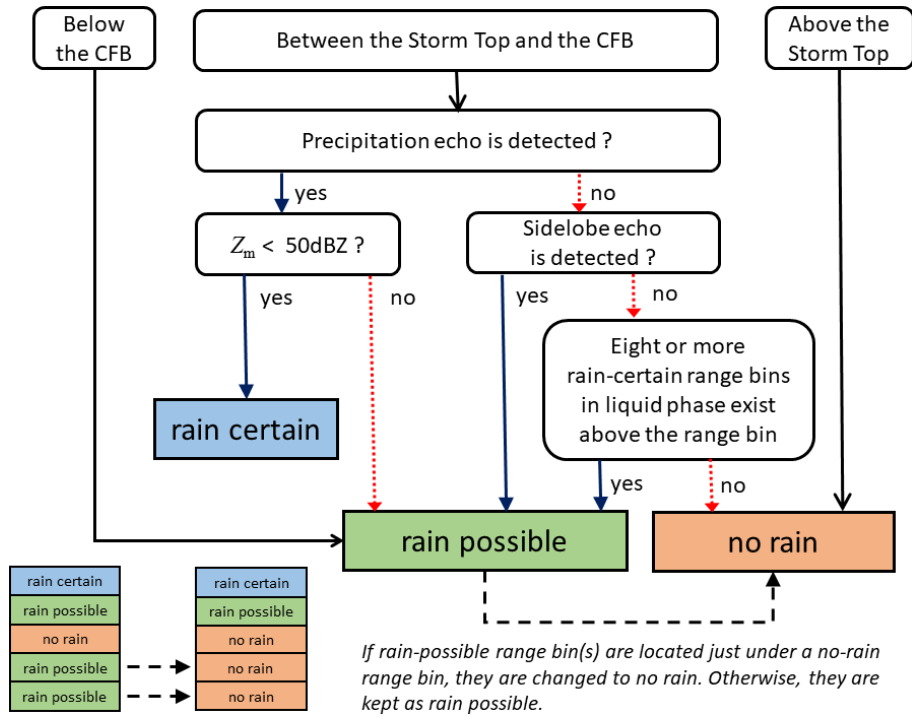 Below
the CFB
Between the Storm Top and the CFB
Above the
Storm Top
Precipitation echo is detected ?
yes
no
Zm < 50dBZ ?
Sidelobe echo
is detected ?
yes
no
yes
no
Eight or more
rain-certain range bins
in liquid phase exist
above the range bin
rain certain
yes
no
rain possible
no rain
rain certain
rain possible
no rain
rain possible
rain possible
rain certain
rain possible
no rain
no rain
no rain
If rain-possible range bin(s) are located just under a no-rain
range bin, they are changed to no rain. Otherwise, they are
kept as rain possible.